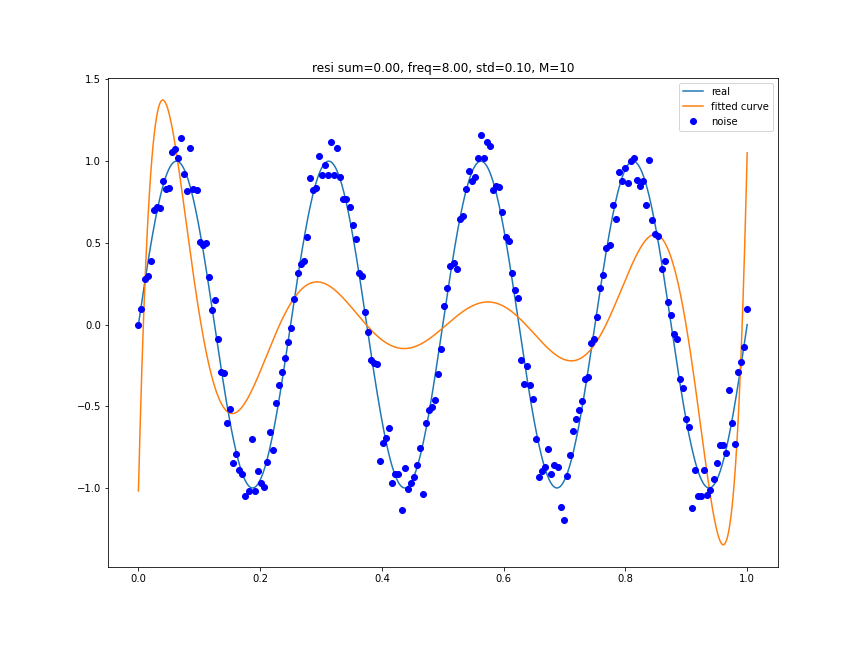 resi sum=0.00, freq=8.00, std=0.10, M=10
real
fitted curve
noise
1.5
1.0
0.5
0.0
−0.5
−1.0
0.0 0.2 0.4 0.6 0.8 1.0